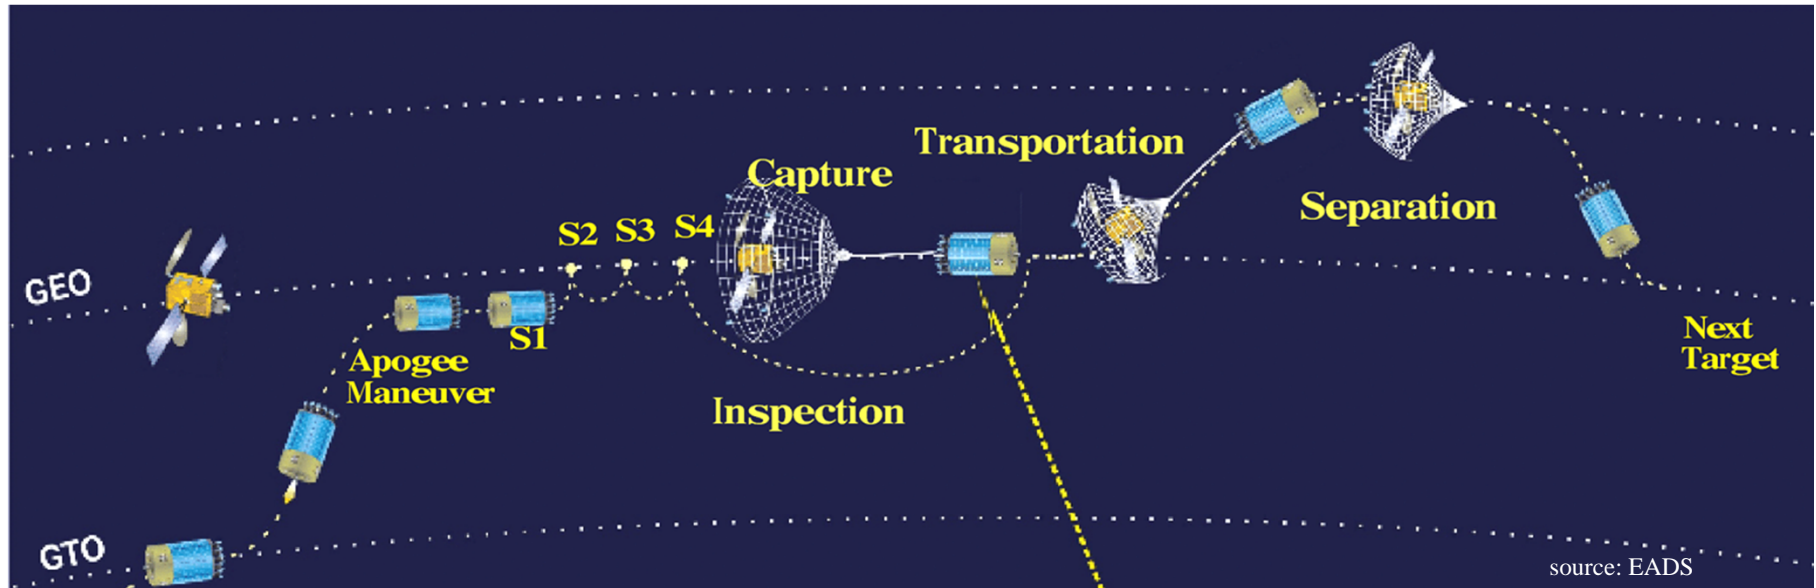 Transportation
Capture
Separation
S2
S3
S4
GEO
S1
Apogee
Maneuver
Next
Target
Inspection
GTO
source: EADS